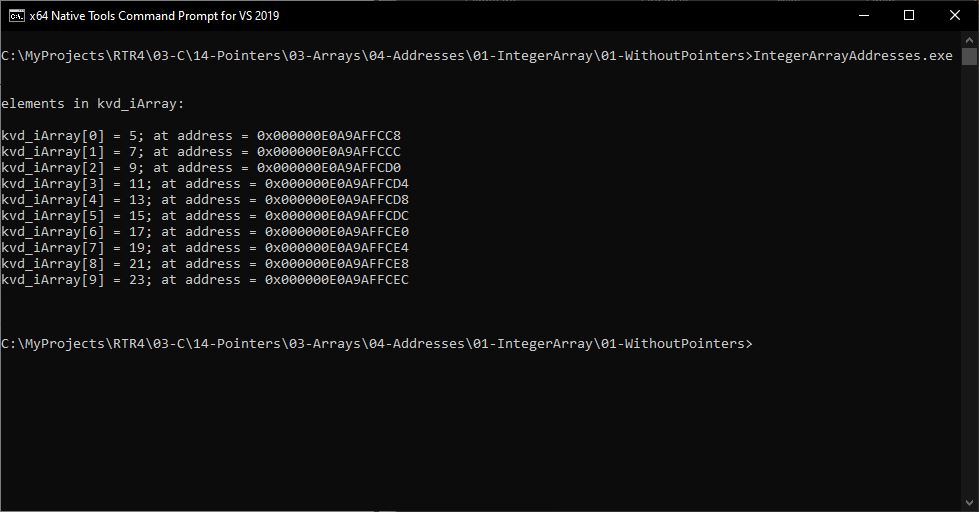 x64 Native Tools Command Prompt for VS 2019
C:\MyProjects\RTR4\03-C\14-Pointers\03-Arrays\04-Addresses\01-IntegerArray\01-WithoutPointers>IntegerArrayAddresses.exe
elements in kvd_iArray:
kvd_iArray[0] = 5; at address = 0x000000E0A9AFFCC8
kvd_iArray[1] = 7; at address = 0x000000E0A9AFFCCC
kvd_iArray[2] = 9; at address = 0x000000E0A9AFFCD0
kvd_iArray[3] = 11; at address = 0x000000E0A9AFFCD4
kvd_iArray[4] = 13; at address = 0x000000E0A9AFFCD8
kvd_iArray[5] = 15; at address = 0x000000E0A9AFFCDC
kvd_iArray[6] = 17; at address = 0x000000E0A9AFFCE0
kvd_iArray[7] = 19; at address = 0x000000E0A9AFFCE4
kvd_iArray[8] = 21; at address = 0x000000E0A9AFFCE8
kvd_iArray[9] = 23; at address = 0x000000E0A9AFFCEC
C:\MyProjects\RTR4\03-C\14-Pointers\03-Arrays\04-Addresses\01-IntegerArray\01-WithoutPointers>